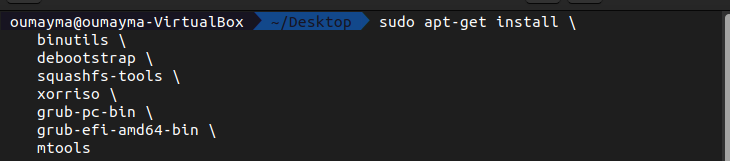 oumayma@oumayma-VirtualBox ~/Desktop sudo apt-get install \
binutils \
debootstrap \
squashfs-tools \
xorriso \
grub-pc-bin \
grub-efi-amd64-bin \
mtools